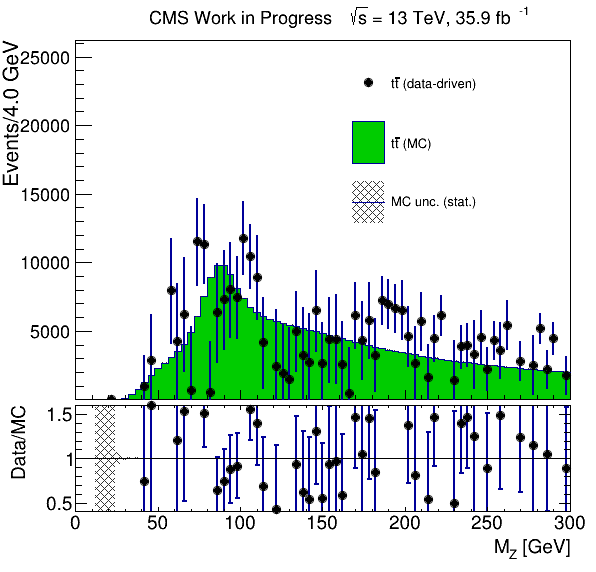 CMS Work in Progress √s = 13 TeV, 35.9 fb⁻¹
Events/4.0 GeV
25000
20000
15000
10000
5000
tt̅ (data-driven)
tt̅ (MC)
MC unc. (stat.)
Data/MC
1.5
1
0.5
0 50 100 150 200 250 300
M_Z [GeV]